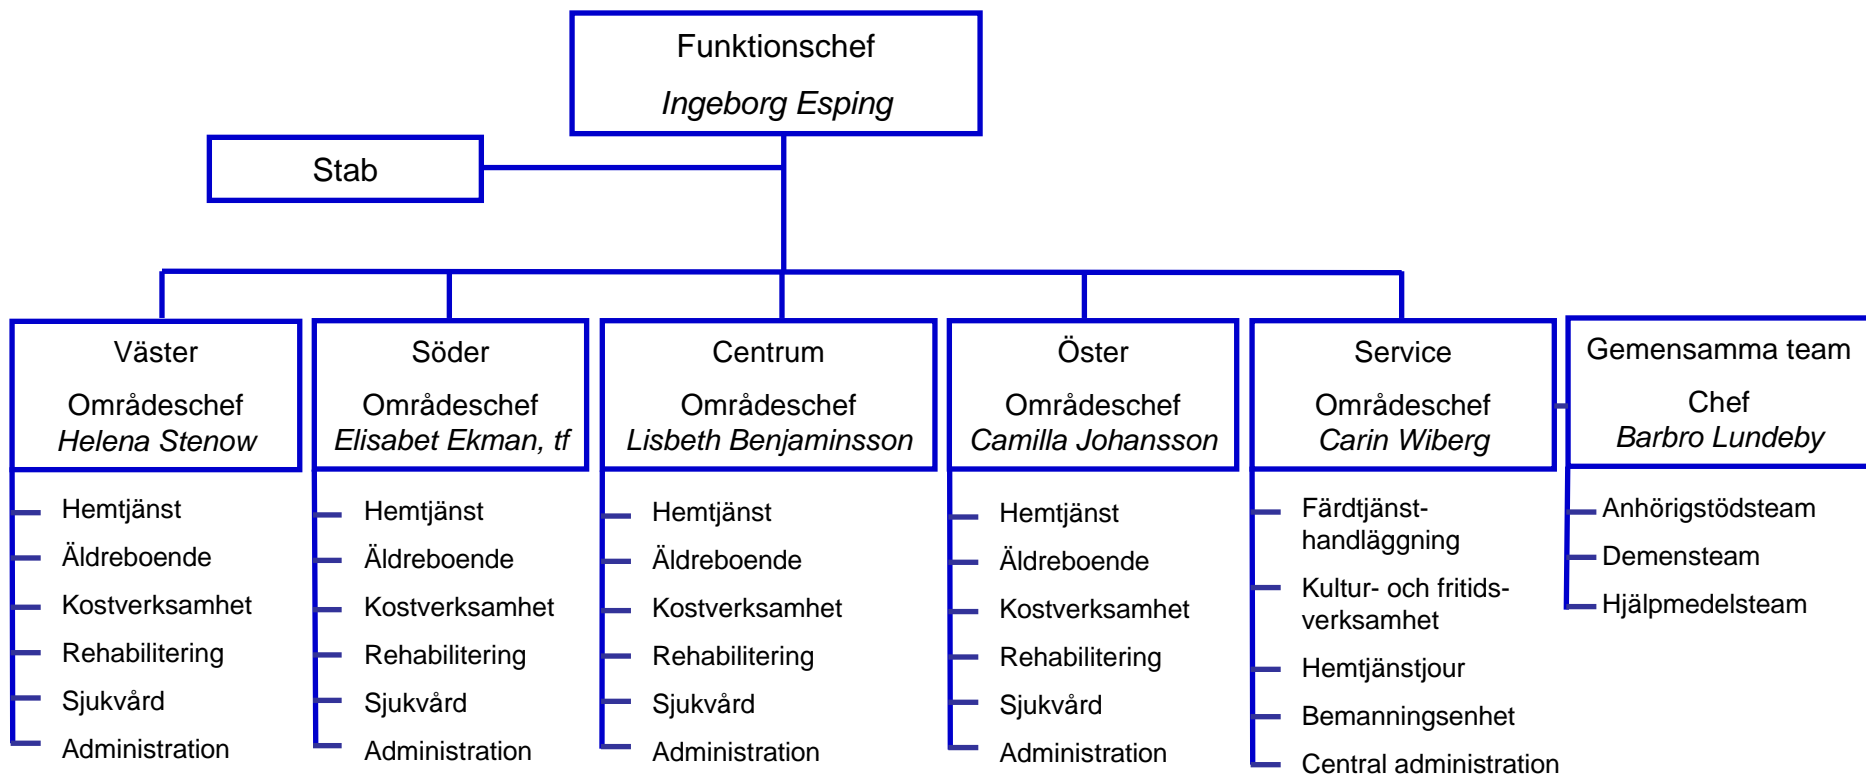 Funktionschef
Ingeborg Esping
Stab
Väster
Områdeschef
Helena Stenow
Hemtjänst
Äldreboende
Kostverksamhet
Rehabilitering
Sjukvård
Administration
Söder
Områdeschef
Elisabet Ekman, tf
Hemtjänst
Äldreboende
Kostverksamhet
Rehabilitering
Sjukvård
Administration
Centrum
Områdeschef
Lisbeth Benjaminsson
Hemtjänst
Äldreboende
Kostverksamhet
Rehabilitering
Sjukvård
Administration
Öster
Områdeschef
Camilla Johansson
Hemtjänst
Äldreboende
Kostverksamhet
Rehabilitering
Sjukvård
Administration
Service
Områdeschef
Carin Wiberg
Färdtjänst-
handläggning
Kultur- och fritids-
verksamhet
Hemtjänstjour
Bemanningsenhet
Central administration
Gemensamma team
Chef
Barbro Lundeby
Anhörigstödsteam
Demensteam
Hjälpmedelsteam